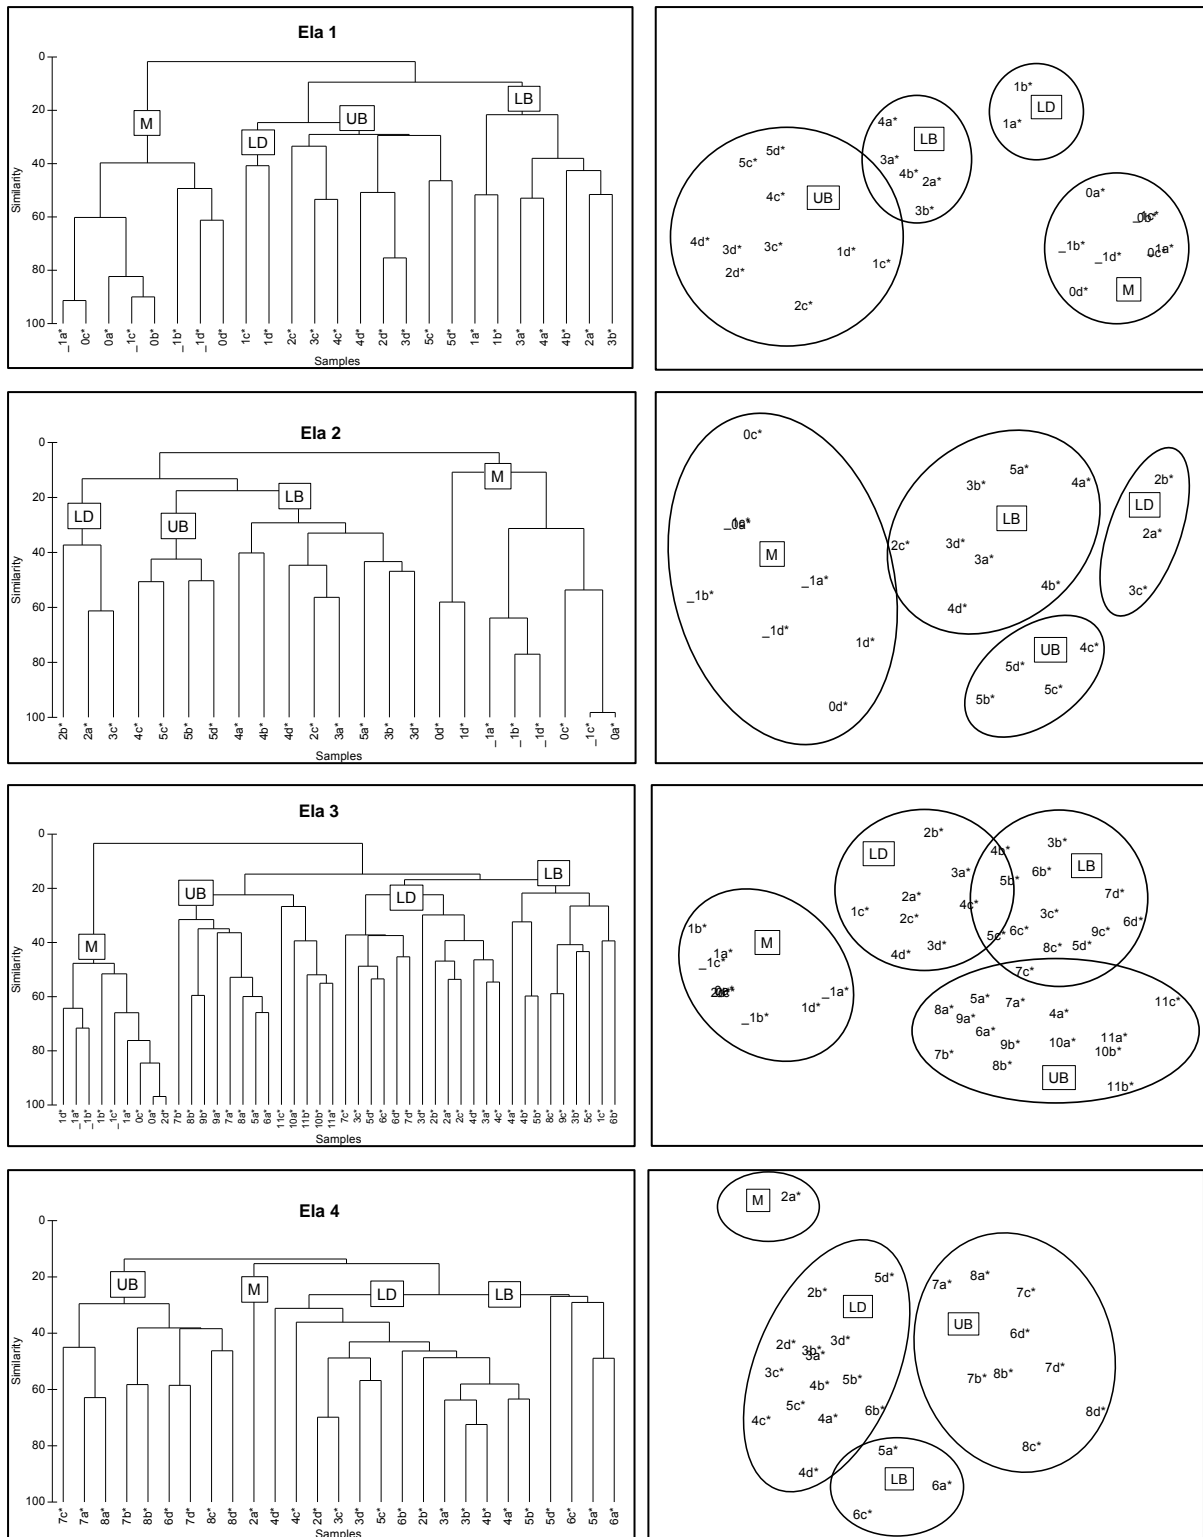 Ela 1
0
20
40
60
80
100
Similarity
M
LD
UB
LB
_1a* 0c* 0a* _1c* 0b* _1b* _1d* 0d* 1c* 1d* 2c* 3c* 4c* 4d* 2d* 3d* 5c* 5d* 1a* 1b* 3a* 4a* 4b* 2a* 3b*
Samples
1b*
LD
1a*
4a*
LB
5d*
5c* 3a*
4b* 2a*
4c* UB
3b*
0a*
_1c*
0b*
4d* 3d* 3c* 1d* 1c*
2d*
2c*
_1b* _1d* _1a*
0c*
0d* M
Ela 2
0
20
40
60
80
100
Similarity
LD
UB
LB
M
2b* 2a* 3c* 4c* 5c* 5b* 5d* 4a* 4b* 4d* 2c* 3a* 5a* 3b* 3d* 0d* 1d* _1a* _1b* _1d* 0c* _1c* 0a*
Samples
0c*
5a*
3b* 4a* 2b*
LD
LB
_1c*
0a*
2a*
M 2c* 3d*
3a*
_1a* 4b* 3c*
_1b* 4d*
_1d* 1d* UB 4c*
5d*
5b* 5c*
0d*
Ela 3
0
20
40
60
80
100
Similarity
M
UB
LD
LB
1d* _1a* _1b* 1b* _1c* 1a* 0c* 0a* 2d* 7b* 8b* 9b* 9a* 7a* 8a* 5a* 6a* 11c* 10a* 11b* 10b* 11a* 7c* 3c* 5d* 6c* 6d* 7d* 3d* 2b* 2a* 2c* 4d* 3a* 4c* 4a* 4b* 5b* 8c* 9c* 3b* 5c* 1c* 6b*
Samples
2b* 4b* 3b*
LD LB
3a* 5b* 6b*
2a* 4c* 7d*
1c* 2c* 3c* 6d*
1b* 5c* 6c* 9c*
M 3d* 8c* 5d*
1a* 4d*
_1c* 7c*
_1a*
1d*
_1b*
5a* 7a* 11c*
8a* 9a* 4a*
6a*
7b* 9b* 10a* 11a*
10b*
8b* UB
11b*
Ela 4
0
20
40
60
80
100
Similarity
UB
M
LD
LB
7c* 7a* 8a* 7b* 8b* 6d* 7d* 8c* 8d* 2a* 4d* 4c* 2d* 3c* 3d* 5c* 6b* 2b* 3a* 3b* 4b* 4a* 5b* 5d* 6c* 5a* 6a*
Samples
M 2a*
5d* 7a* 8a*
2b* 7c*
LD
UB
2d* 3d* 6d*
3b*
3a*
3c* 5b* 7b* 8b* 7d*
4b*
5c* 6b*
4c* 4a* 8d*
5a* 8c*
4d* LB
6a*
6c*